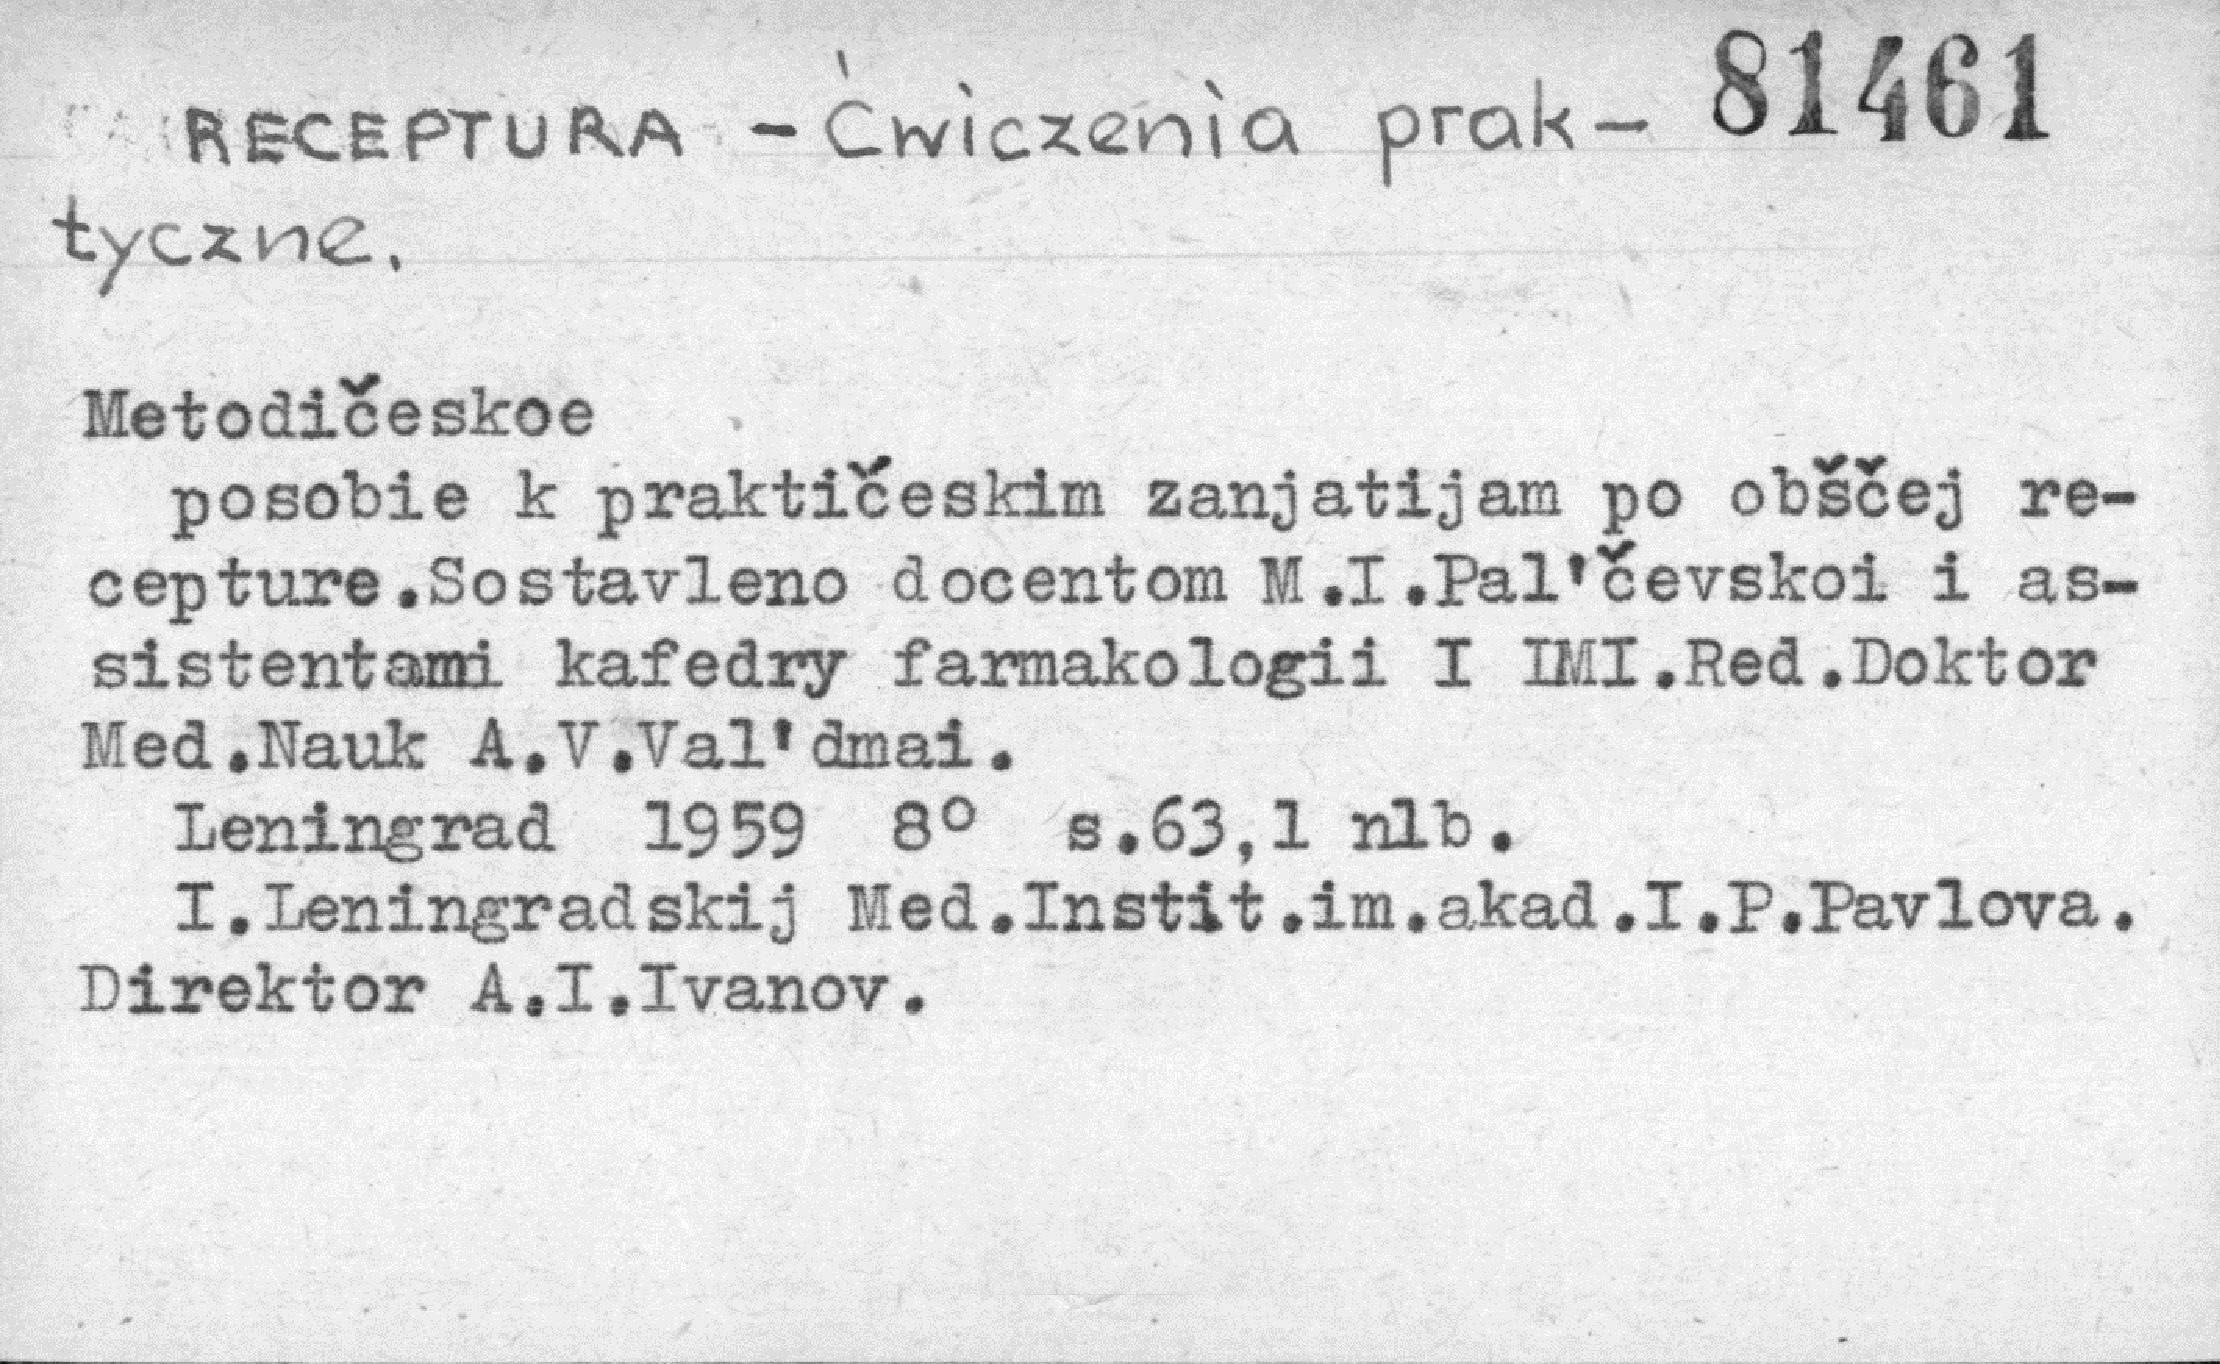 RECEPTURA - Ćwiczenia prak- 81461
tyczne.
Metodičeskoe
posobie k praktičeskim zanjatijam po obščej re-
cepture.Sostavleno docentom M.I.Pal'čevskoi i as-
sistentami kafedry farmakologii I IMI.Red.Doktor
Med.Nauk A.V.Val'dmai.
Leningrad 1959 8° s.63,1 nlb.
I.Leningradskij Med.Instit.im.akad.I.P.Pavlova.
Direktor A.I.Ivanov.